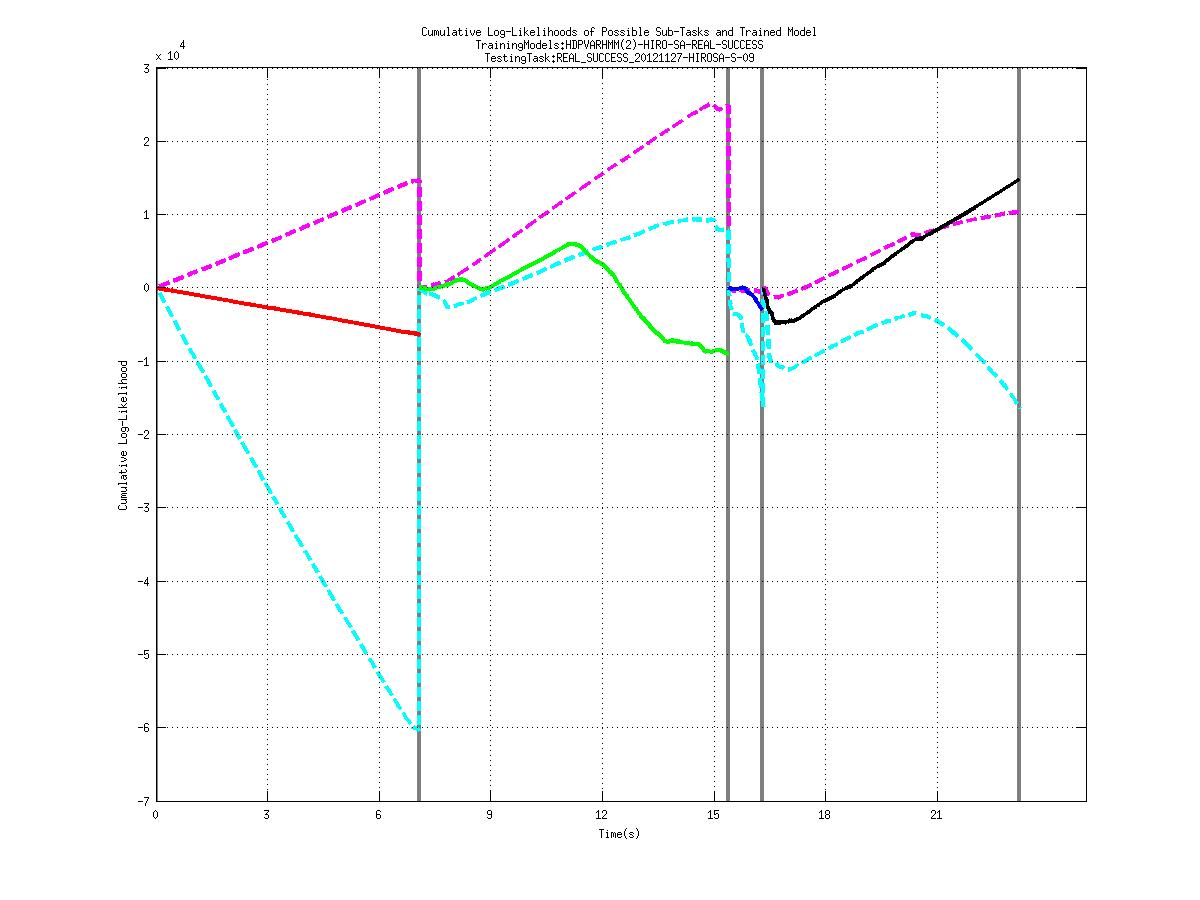 Cumulative Log-Likelihoods of Possible Sub-Tasks and Trained Model
TrainingModels:HDPVARHMM(2)-HIRO-SA-REAL-SUCCESS
TestingTask:REAL_SUCCESS_20121127-HIROSA-S-09
x 10^4
3
2
1
0
-1
-2
-3
-4
-5
-6
-7
Cumulative Log-Likelihood
0 3 6 9 12 15 18 21
Time(s)